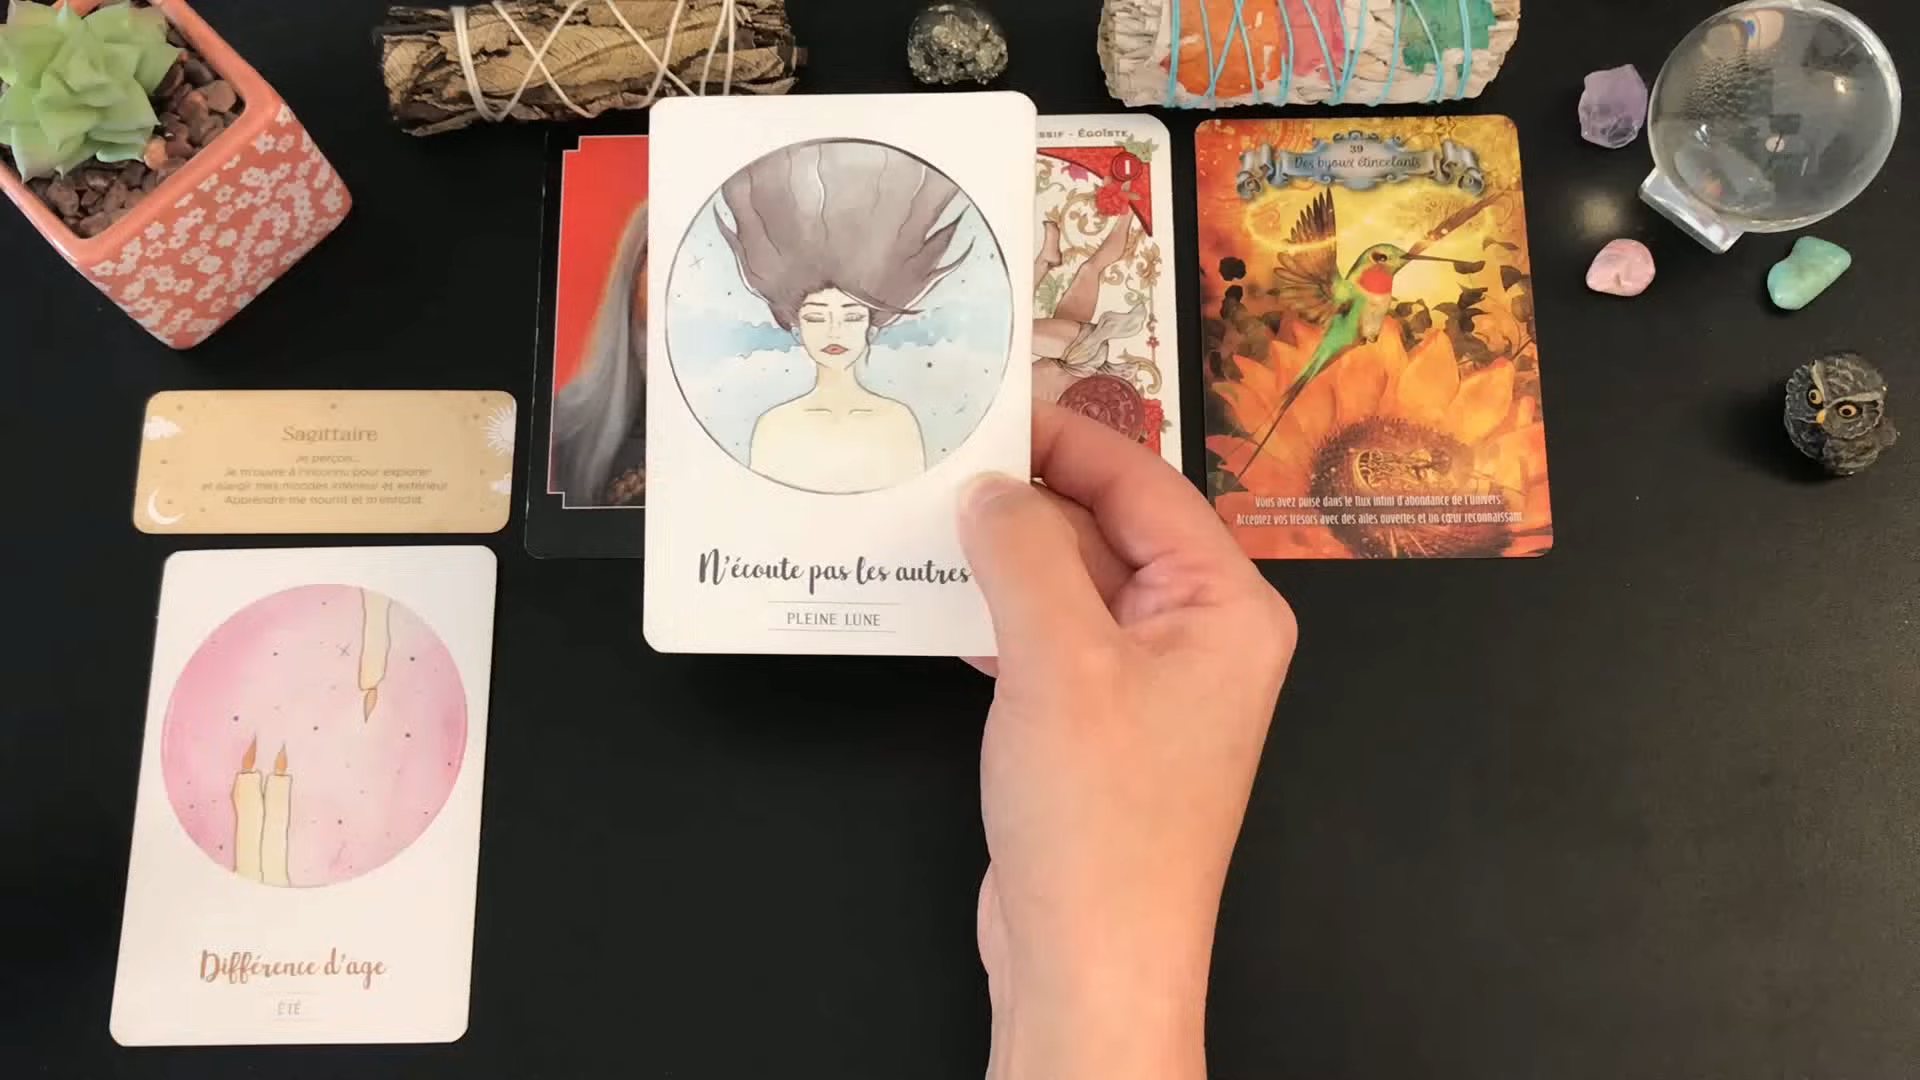 SSIF - ÉGOÏSTE
I
39
Des bijoux étincelants
Vous avez puisé dans le flux infini d'abondance de l'univers.
Acceptez vos trésors avec des ailes ouvertes et un cœur reconnaissant.
Sagittaire
Je perçois...
Je m'ouvre à l'inconnu pour explorer
et élargir mes mondes intérieur et extérieur.
Apprendre me nourrit et m'enrichit.
N'écoute pas les autres
PLEINE LUNE
Différence d'âge
ÉTÉ